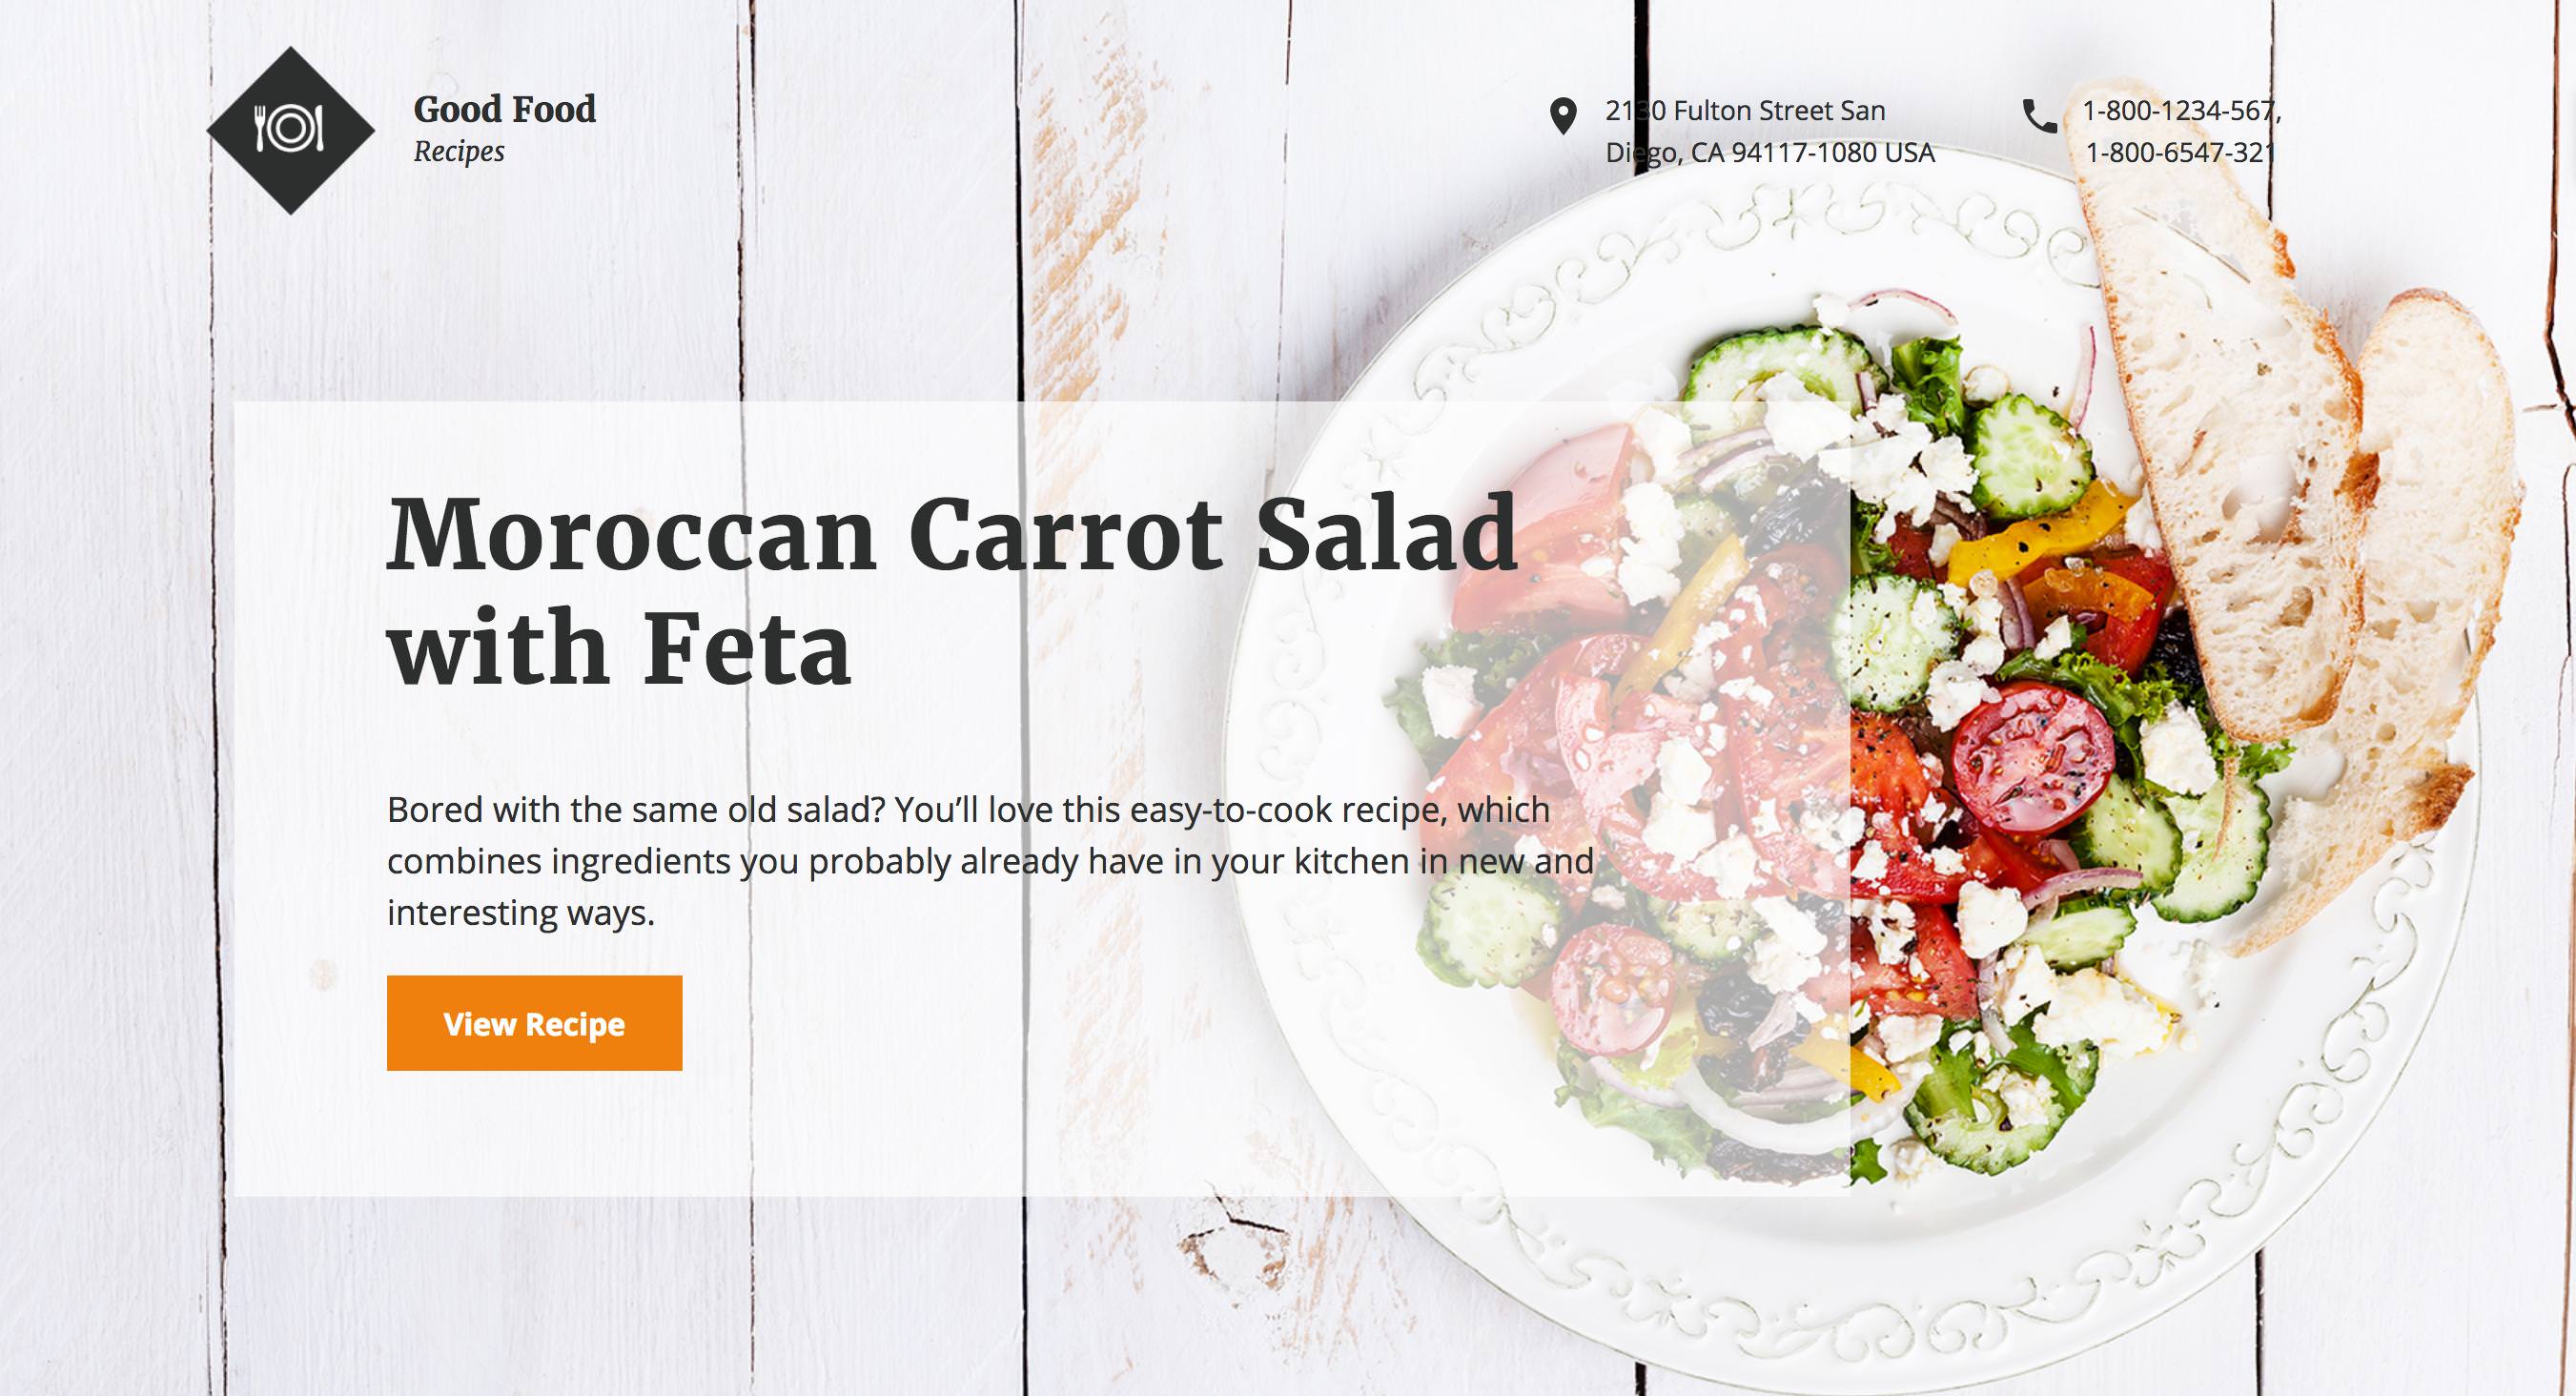 Good Food
Recipes
2130 Fulton Street San
Diego, CA 94117-1080 USA
1-800-1234-567,
1-800-6547-321
Moroccan Carrot Salad
with Feta
Bored with the same old salad? You’ll love this easy-to-cook recipe, which
combines ingredients you probably already have in your kitchen in new and
interesting ways.
View Recipe